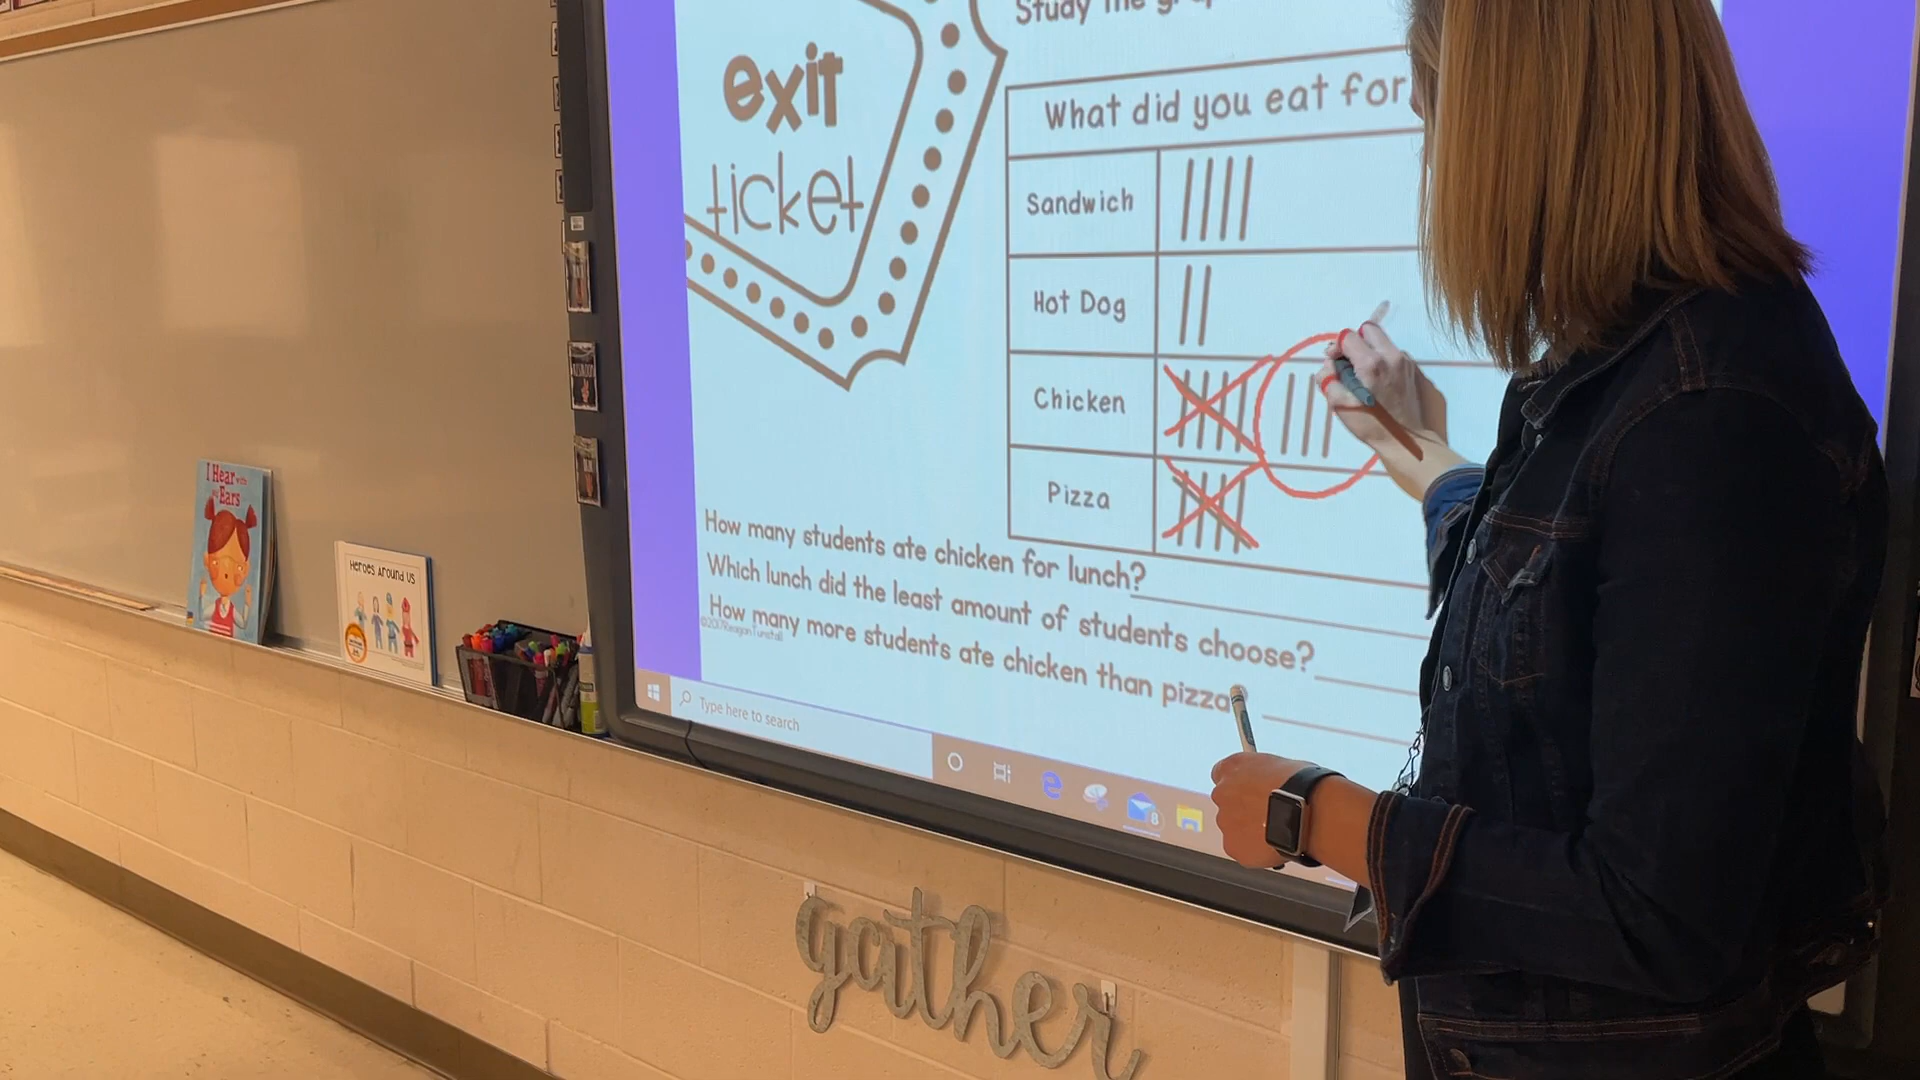 Study the
exit
ticket
What did you eat for
Sandwich
Hot Dog
Chicken
Pizza
How many students ate chicken for lunch?
Which lunch did the least amount of students choose?
How many more students ate chicken than pizza
©2017ReaganTunstall
Type here to search
8
I Hear with
my Ears
Heroes Around Us
gather